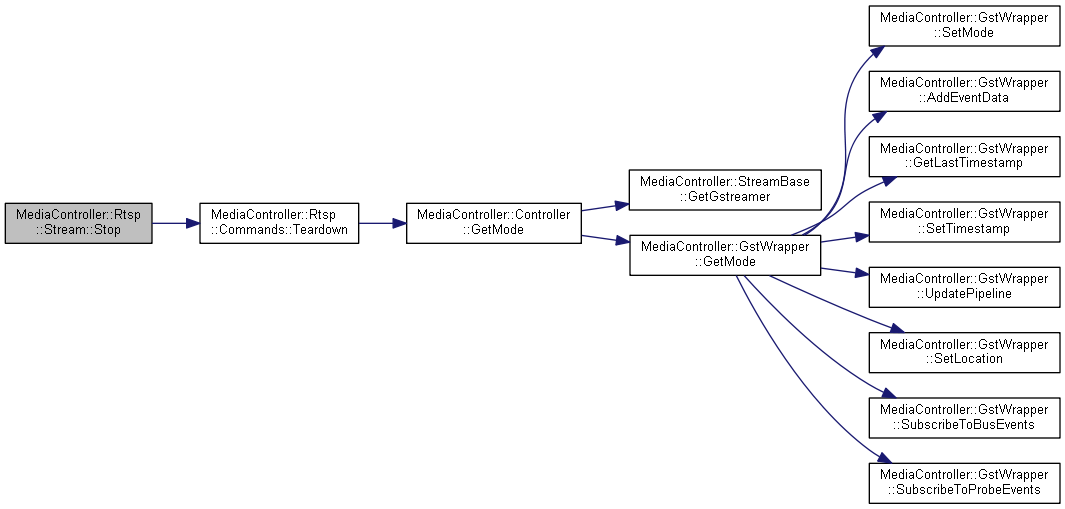 MediaController::Rtsp
::Stream::Stop
MediaController::Rtsp
::Commands::Teardown
MediaController::Controller
::GetMode
MediaController::StreamBase
::GetGstreamer
MediaController::GstWrapper
::GetMode
MediaController::GstWrapper
::SetMode
MediaController::GstWrapper
::AddEventData
MediaController::GstWrapper
::GetLastTimestamp
MediaController::GstWrapper
::SetTimestamp
MediaController::GstWrapper
::UpdatePipeline
MediaController::GstWrapper
::SetLocation
MediaController::GstWrapper
::SubscribeToBusEvents
MediaController::GstWrapper
::SubscribeToProbeEvents